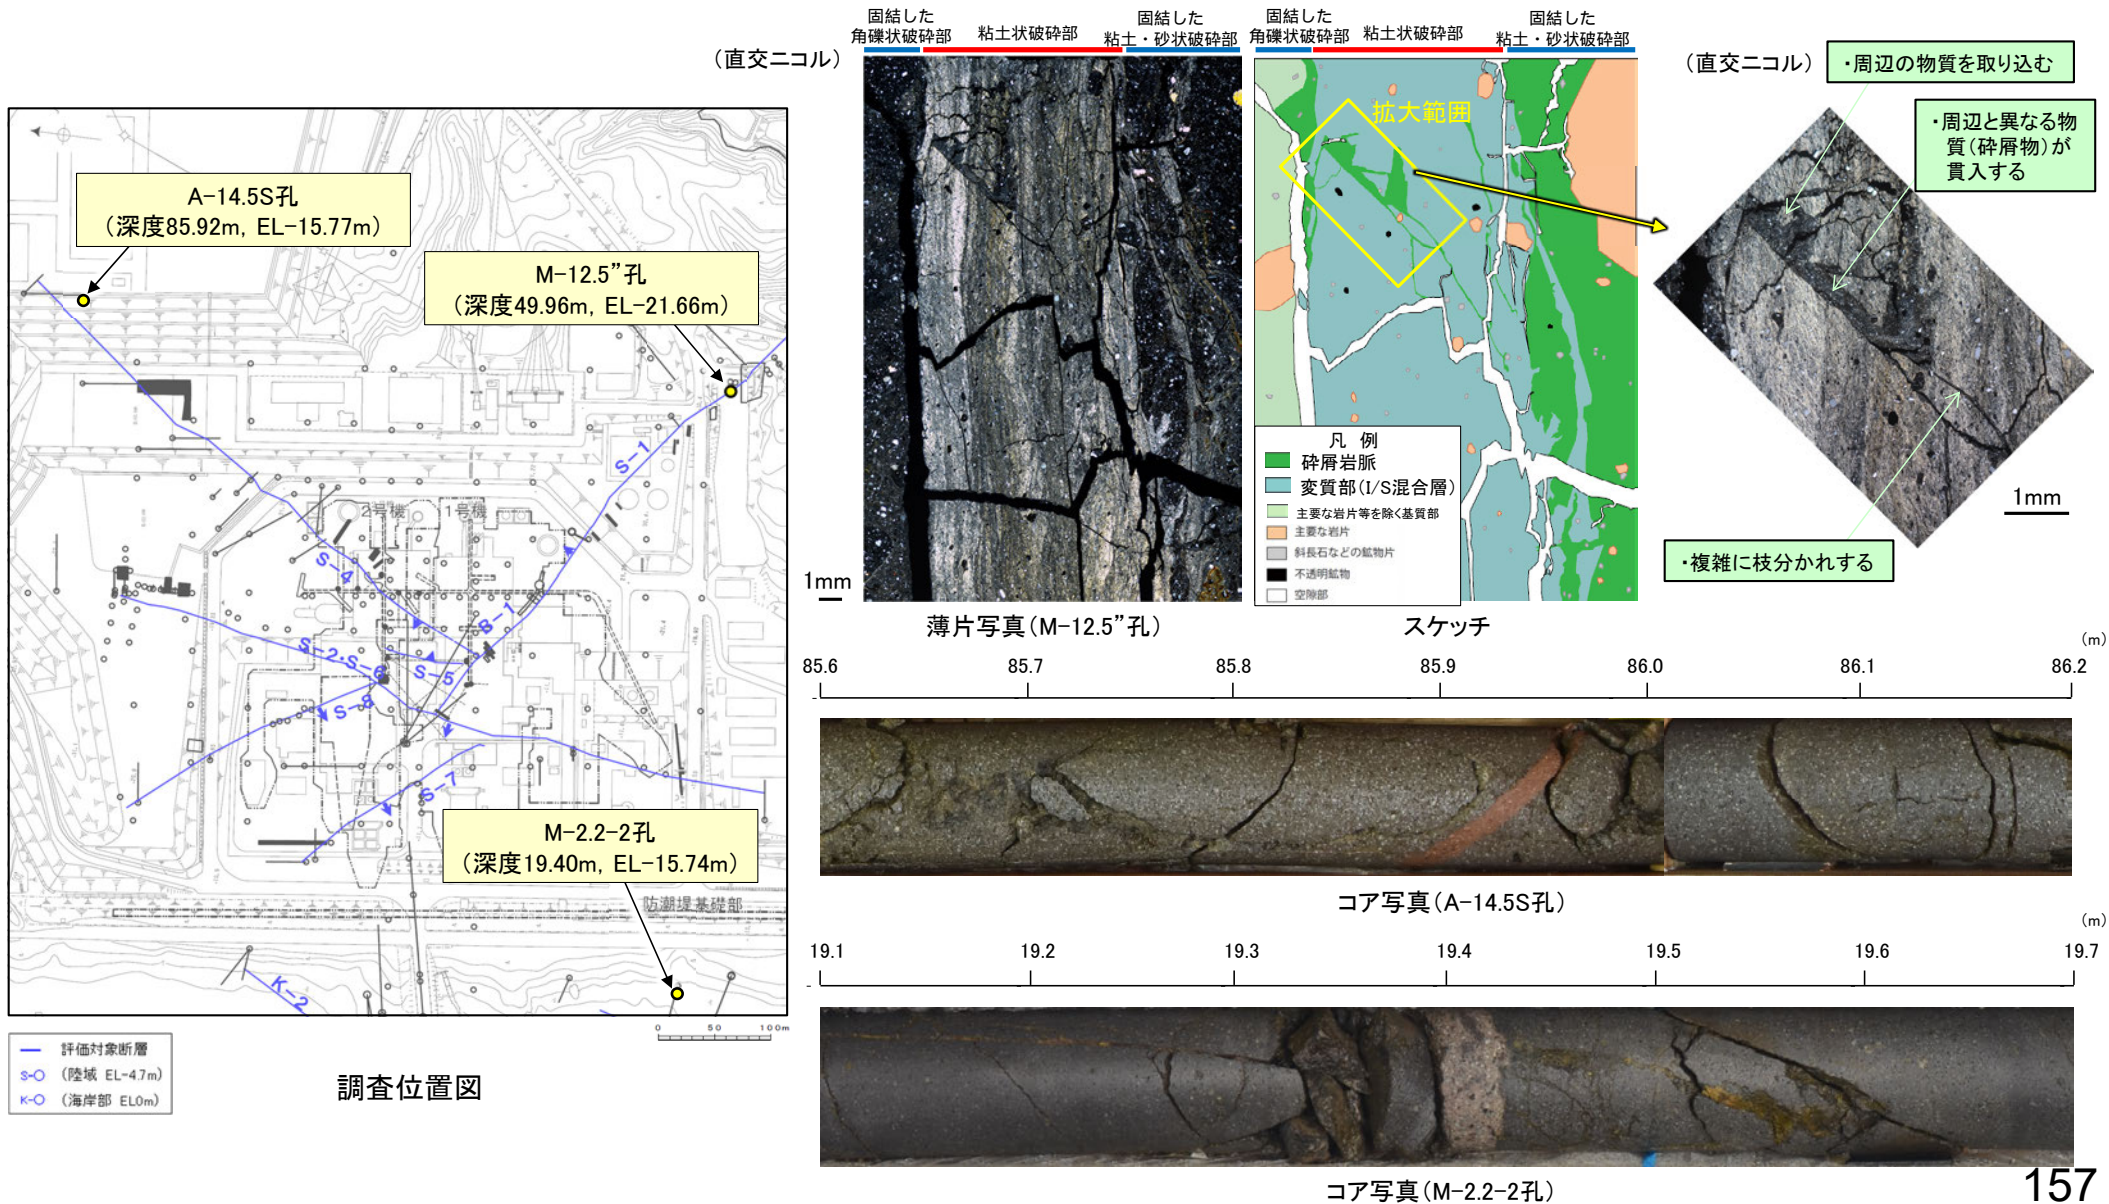 A-14.5S孔
（深度85.92m, EL-15.77m）
M-12.5”孔
（深度49.96m, EL-21.66m）
S-1
2号機
1号機
S-4
B-1
S-2・S-6
S-5
S-8
S-7
M-2.2-2孔
（深度19.40m, EL-15.74m）
防潮堤基礎部
K-2
0 50 100m
評価対象断層
S-○ （陸域 EL-4.7m）
K-○ （海岸部 EL0m）
調査位置図
（直交ニコル）
固結した
角礫状破砕部
粘土状破砕部
固結した
粘土・砂状破砕部
1mm
薄片写真（M-12.5”孔）
固結した
角礫状破砕部
粘土状破砕部
固結した
粘土・砂状破砕部
拡大範囲
凡 例
砕屑岩脈
変質部（I/S混合層）
主要な岩片等を除く基質部
主要な岩片
斜長石などの鉱物片
不透明鉱物
空隙部
スケッチ
（直交ニコル）
・周辺の物質を取り込む
・周辺と異なる物
質（砕屑物）が
貫入する
1mm
・複雑に枝分かれする
（m）
85.6 85.7 85.8 85.9 86.0 86.1 86.2
コア写真（A-14.5S孔）
（m）
19.1 19.2 19.3 19.4 19.5 19.6 19.7
コア写真（M-2.2-2孔）
157